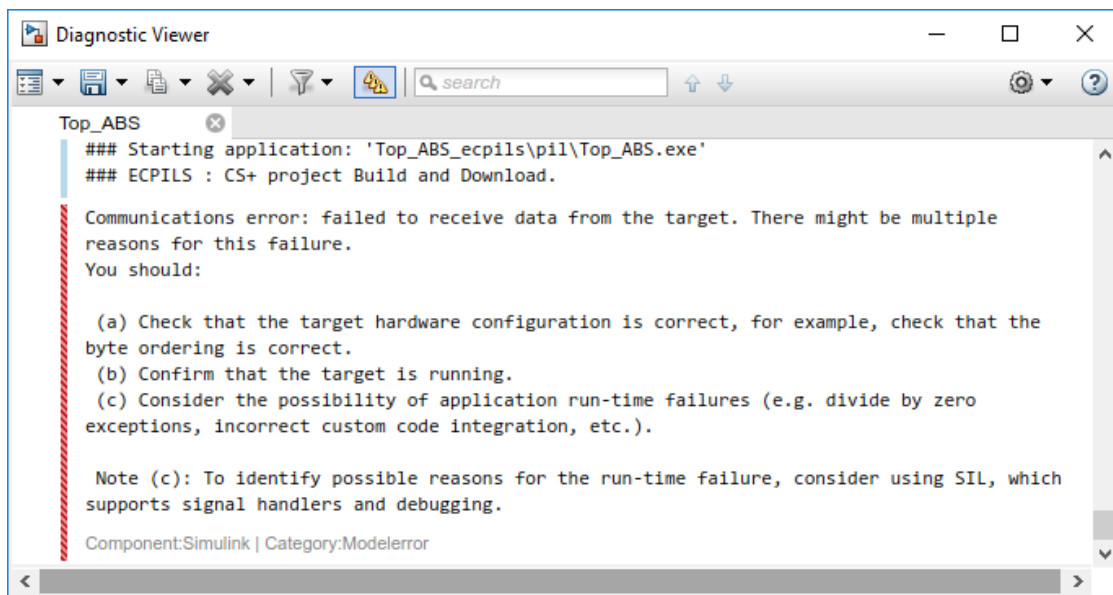 Diagnostic Viewer
search
Top_ABS
### Starting application: 'Top_ABS_ecpils\pil\Top_ABS.exe'
### ECPILS : CS+ project Build and Download.
Communications error: failed to receive data from the target. There might be multiple
reasons for this failure.
You should:
(a) Check that the target hardware configuration is correct, for example, check that the
byte ordering is correct.
(b) Confirm that the target is running.
(c) Consider the possibility of application run-time failures (e.g. divide by zero
exceptions, incorrect custom code integration, etc.).
Note (c): To identify possible reasons for the run-time failure, consider using SIL, which
supports signal handlers and debugging.
Component:Simulink | Category:Modelerror